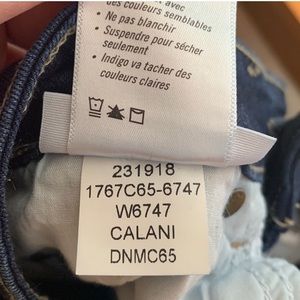 avec
des couleurs semblables
• Ne pas blanchir
• Suspendre pour sécher
seulement
• Indigo va tacher des
couleurs claires
231918
1767C65-6747
W6747
CALANI
DNMC65